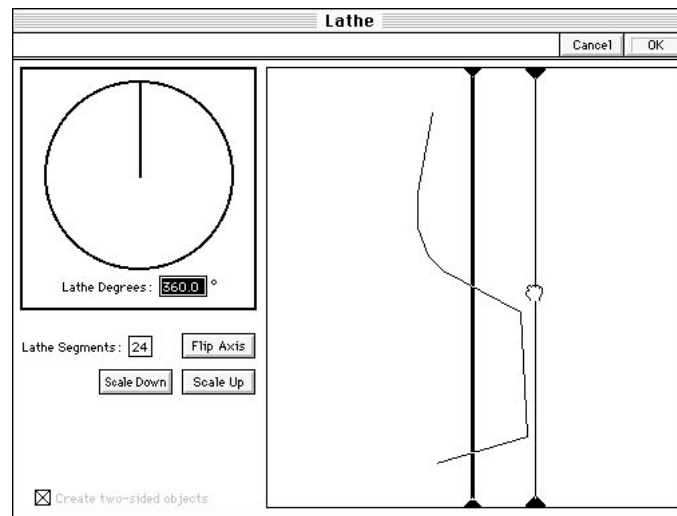 Lathe
Cancel OK
Lathe Degrees: 360.0 °
Lathe Segments: 24 Flip Axis
Scale Down Scale Up
Create two-sided objects